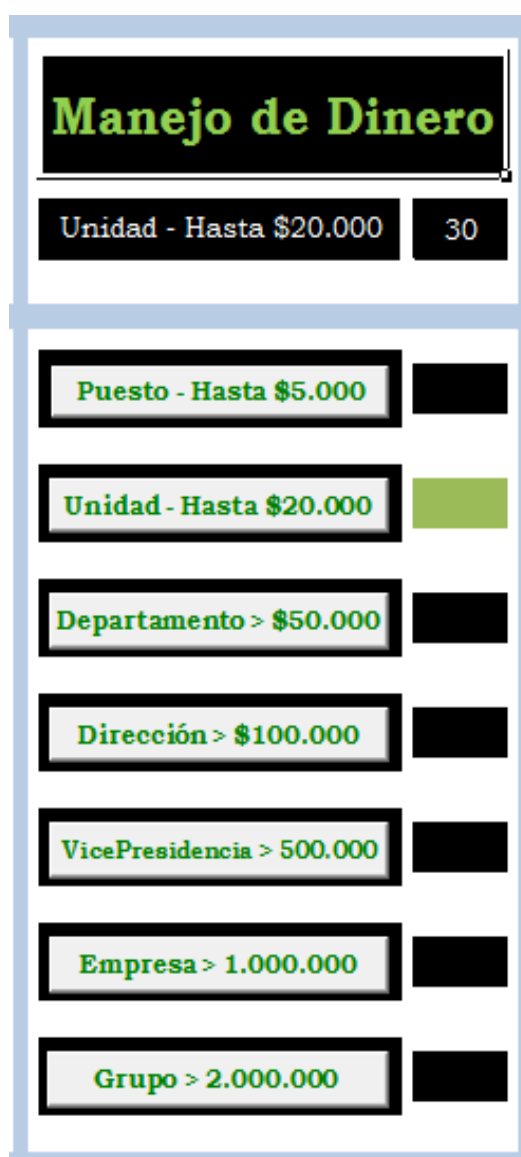 Manejo de Dinero
Unidad - Hasta $20.000 30
Puesto - Hasta $5.000
Unidad - Hasta $20.000
Departamento > $50.000
Dirección > $100.000
VicePresidencia > 500.000
Empresa > 1.000.000
Grupo > 2.000.000